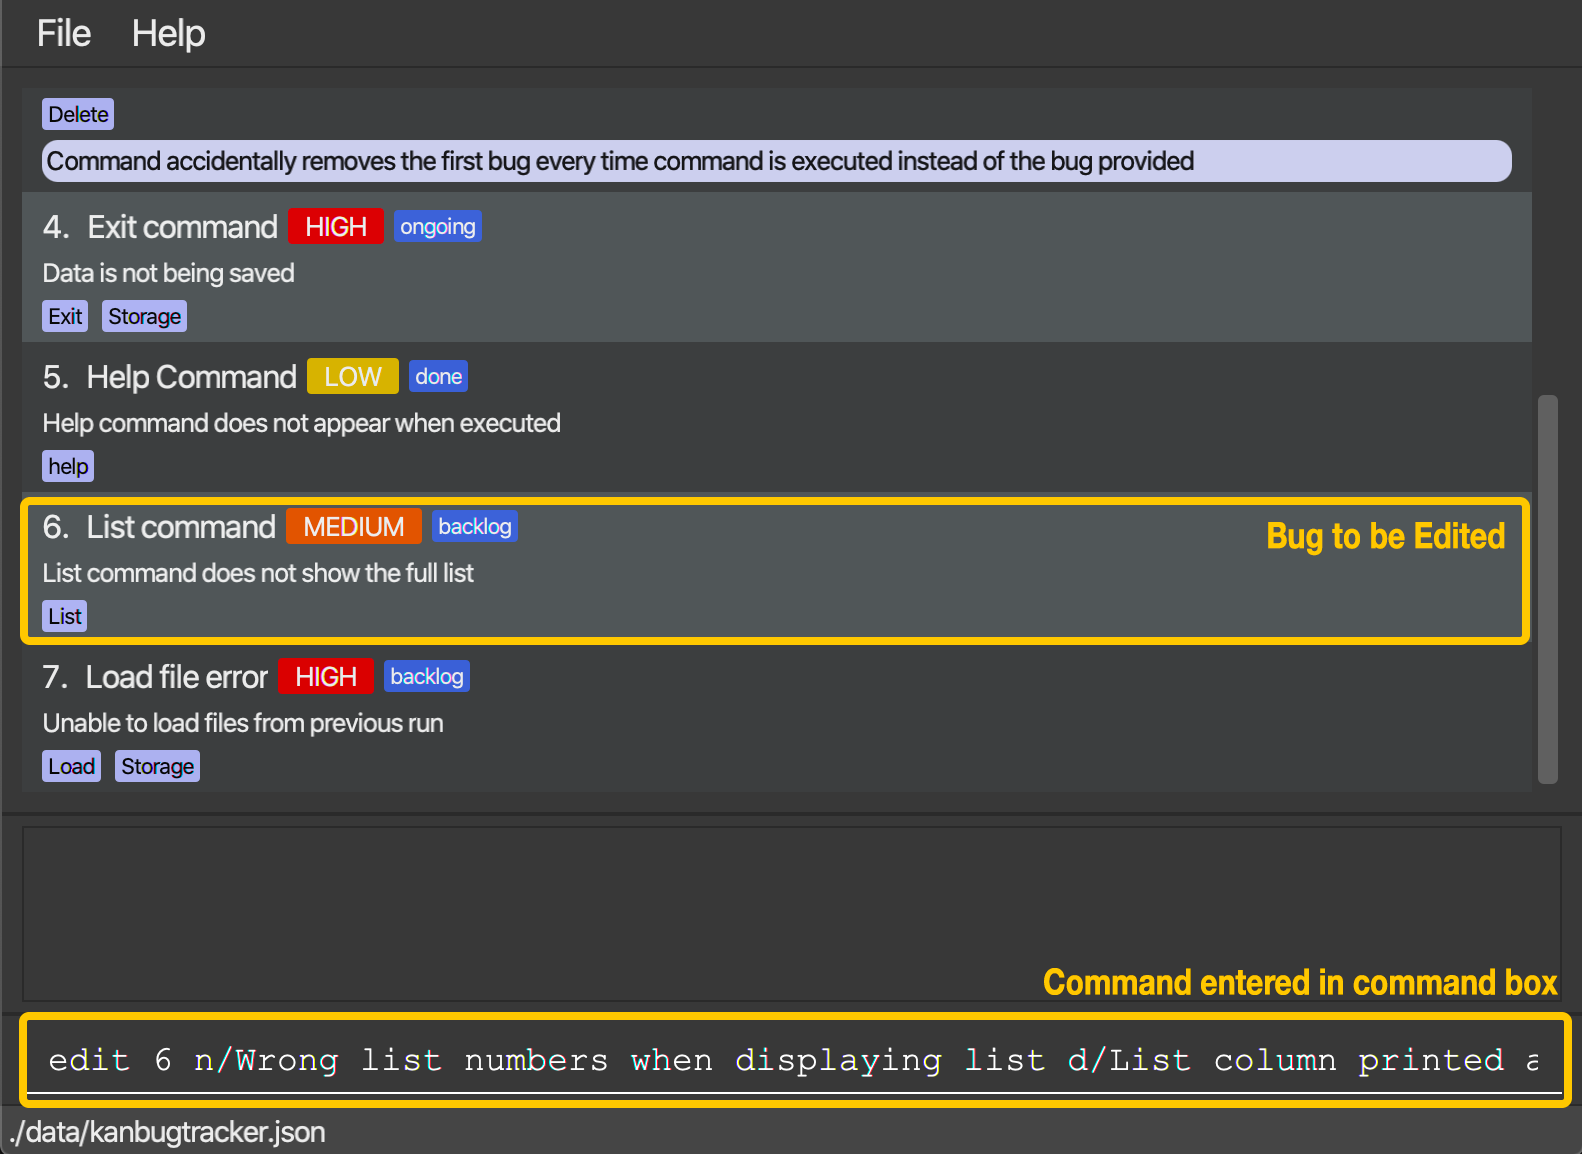 File Help
Delete
Command accidentally removes the first bug every time command is executed instead of the bug provided
4. Exit command HIGH ongoing
Data is not being saved
Exit Storage
5. Help Command LOW done
Help command does not appear when executed
help
6. List command MEDIUM backlog
Bug to be Edited
List command does not show the full list
List
7. Load file error HIGH backlog
Unable to load files from previous run
Load Storage
Command entered in command box
edit 6 n/Wrong list numbers when displaying list d/List column printed a
./data/kanbugtracker.json